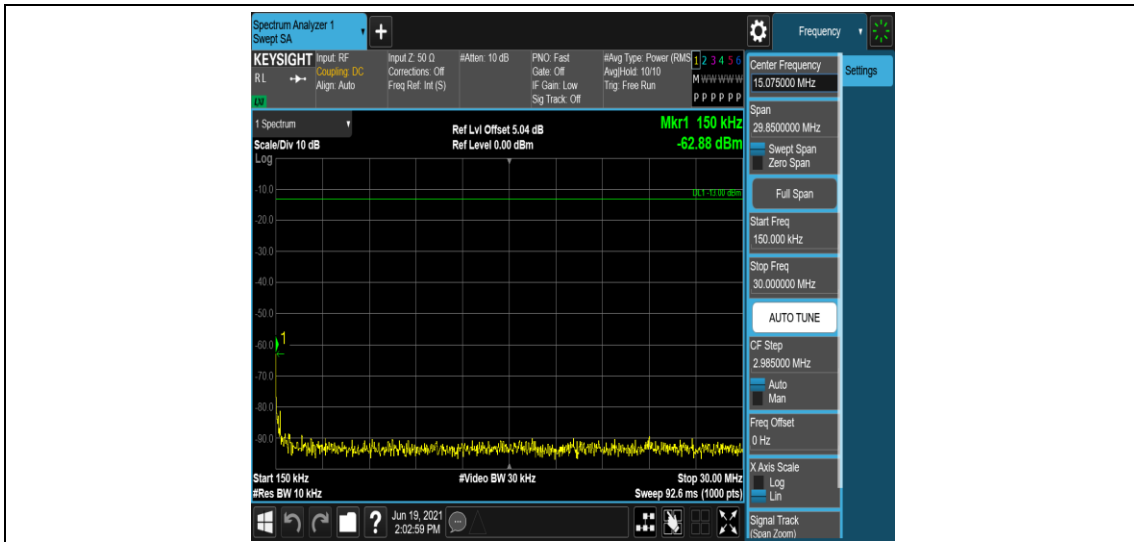 Spectrum Analyzer 1
Swept SA
Frequency
KEYSIGHT
RL
LXI
Input: RF
Coupling: DC
Align: Auto
Input Z: 50 Ω
Corrections: Off
Freq Ref: Int (S)
#Atten: 10 dB
PNO: Fast
Gate: Off
IF Gain: Low
Sig Track: Off
#Avg Type: Power (RMS
Avg|Hold: 10/10
Trig: Free Run
1 2 3 4 5 6
M W W W W W
P P P P P P
1 Spectrum
Scale/Div 10 dB
Log
Ref Lvl Offset 5.04 dB
Ref Level 0.00 dBm
Mkr1 150 kHz
-62.88 dBm
DL1 -13.00 dBm
-10.0
-20.0
-30.0
-40.0
-50.0
-60.0
1
-70.0
-80.0
-90.0
Start 150 kHz
#Video BW 30 kHz
Stop 30.00 MHz
#Res BW 10 kHz
Sweep 92.6 ms (1000 pts)
Settings
Center Frequency
15.075000 MHz
Span
29.8500000 MHz
Swept Span
Zero Span
Full Span
Start Freq
150.000 kHz
Stop Freq
30.000000 MHz
AUTO TUNE
CF Step
2.985000 MHz
Auto
Man
Freq Offset
0 Hz
X Axis Scale
Log
Lin
Signal Track
(Span Zoom)
?
Jun 19, 2021
2:02:59 PM